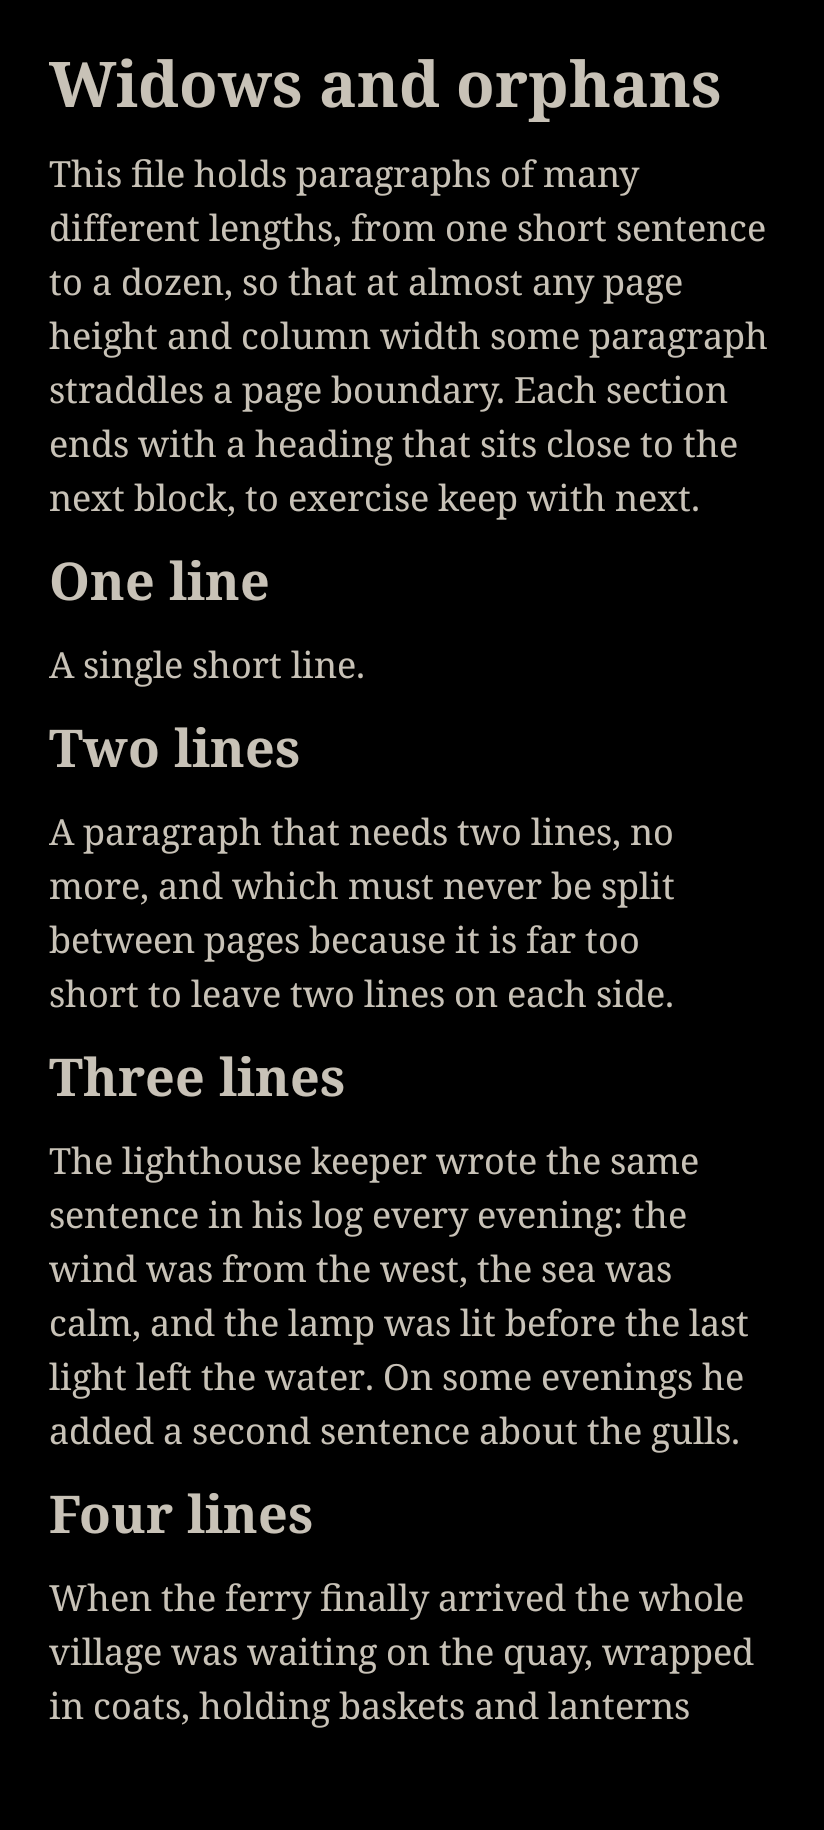 Widows and orphans
This file holds paragraphs of many
different lengths, from one short sentence
to a dozen, so that at almost any page
height and column width some paragraph
straddles a page boundary. Each section
ends with a heading that sits close to the
next block, to exercise keep with next.
One line
A single short line.
Two lines
A paragraph that needs two lines, no
more, and which must never be split
between pages because it is far too
short to leave two lines on each side.
Three lines
The lighthouse keeper wrote the same
sentence in his log every evening: the
wind was from the west, the sea was
calm, and the lamp was lit before the last
light left the water. On some evenings he
added a second sentence about the gulls.
Four lines
When the ferry finally arrived the whole
village was waiting on the quay, wrapped
in coats, holding baskets and lanterns